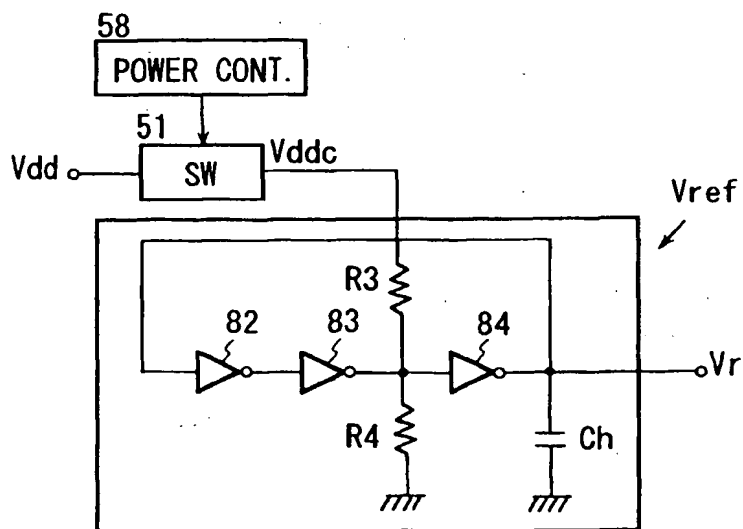 58
POWER CONT.
51
Vdd
SW
Vddc
Vref
R3
82
83
84
Vr
R4
Ch